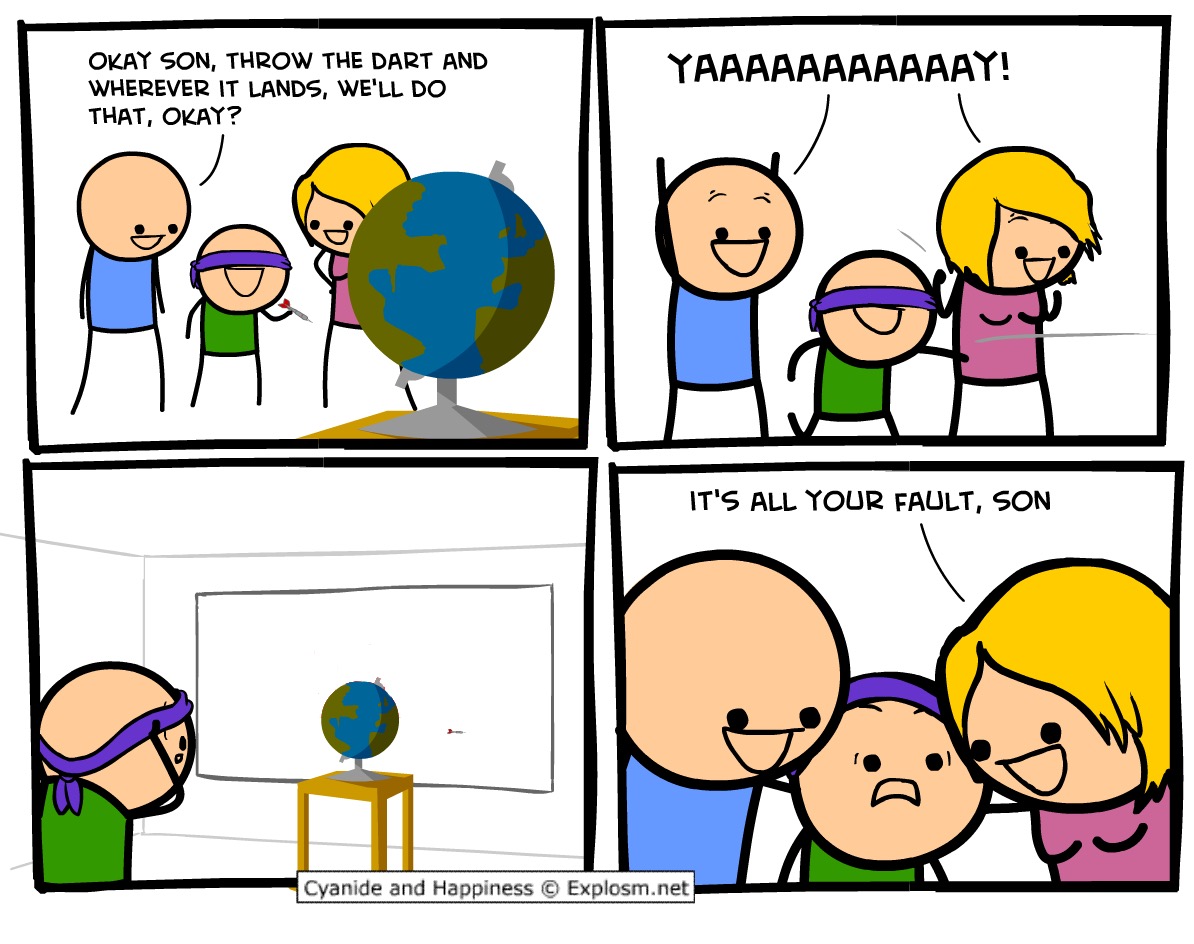 OKAY SON, THROW THE DART AND
WHEREVER IT LANDS, WE'LL DO
THAT, OKAY?
YAAAAAAAAAAAAY!
IT'S ALL YOUR FAULT, SON
Cyanide and Happiness © Explosm.net